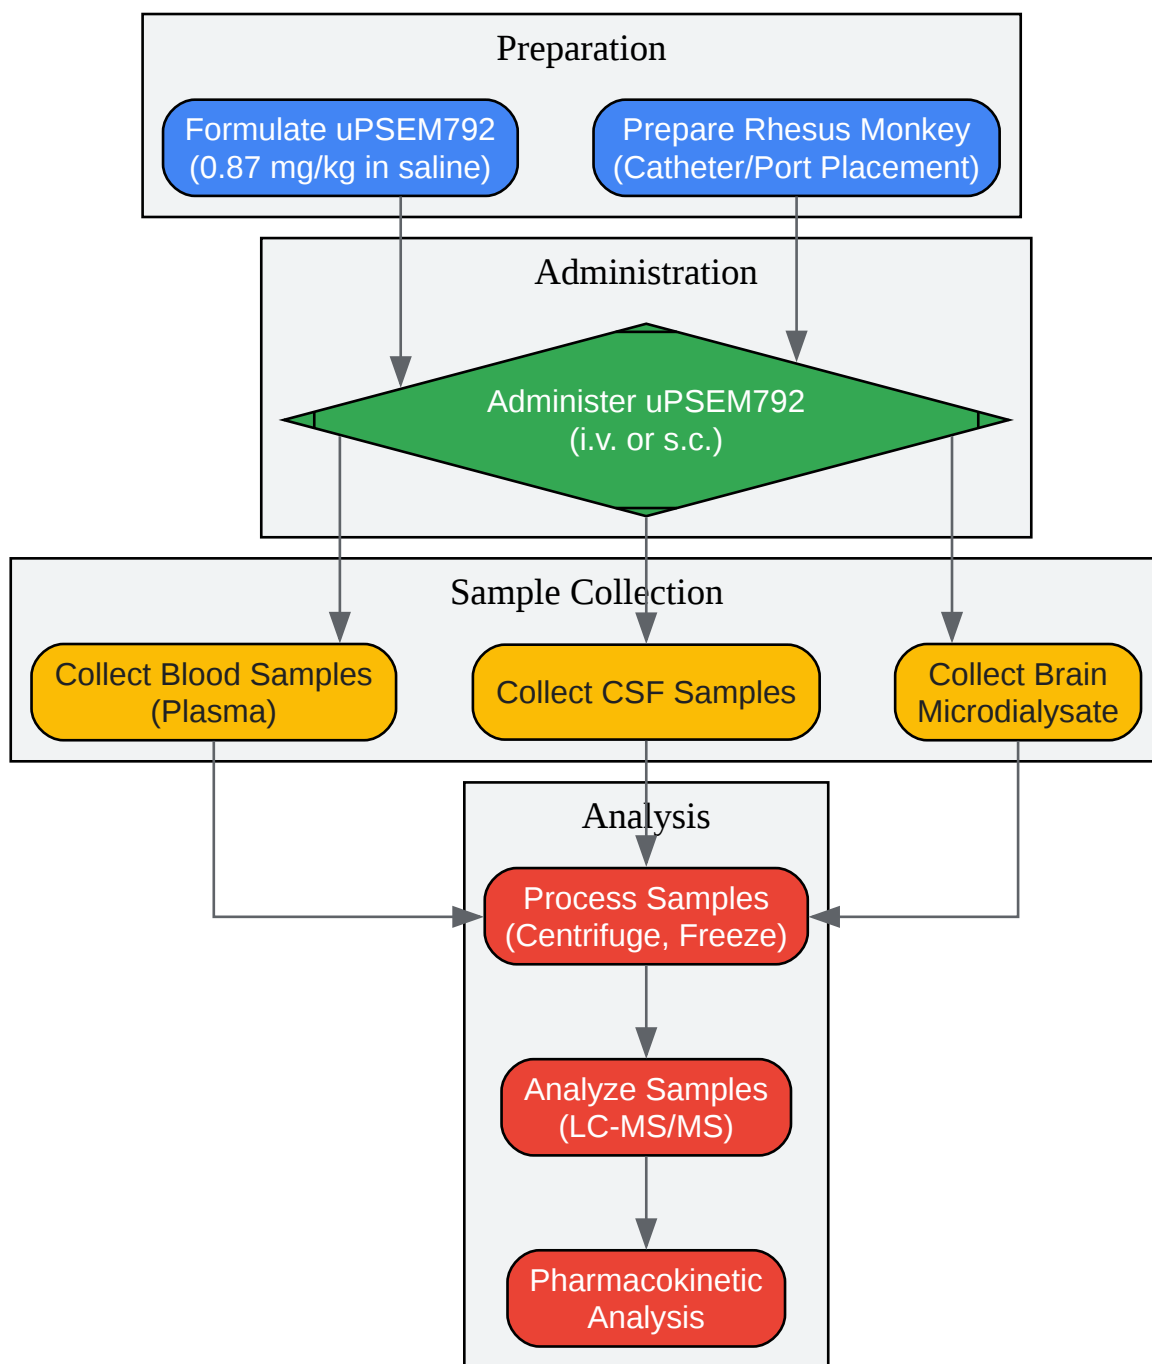 Preparation
Formulate uPSEM792
(0.87 mg/kg in saline)
Prepare Rhesus Monkey
(Catheter/Port Placement)
Administration
Administer uPSEM792
(i.v. or s.c.)
Sample Collection
Collect Blood Samples
(Plasma)
Collect CSF Samples
Collect Brain
Microdialysate
Analysis
Process Samples
(Centrifuge, Freeze)
Analyze Samples
(LC-MS/MS)
Pharmacokinetic
Analysis